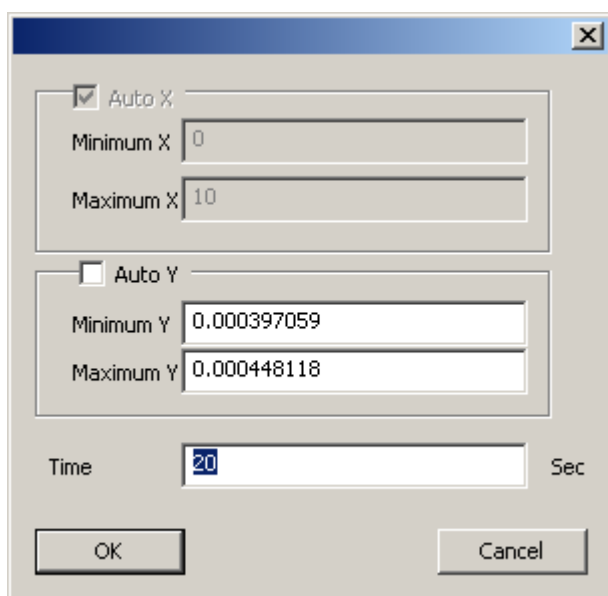 Auto X
Minimum X 0
Maximum X 10
Auto Y
Minimum Y 0.000397059
Maximum Y 0.000448118
Time 20 Sec
OK Cancel